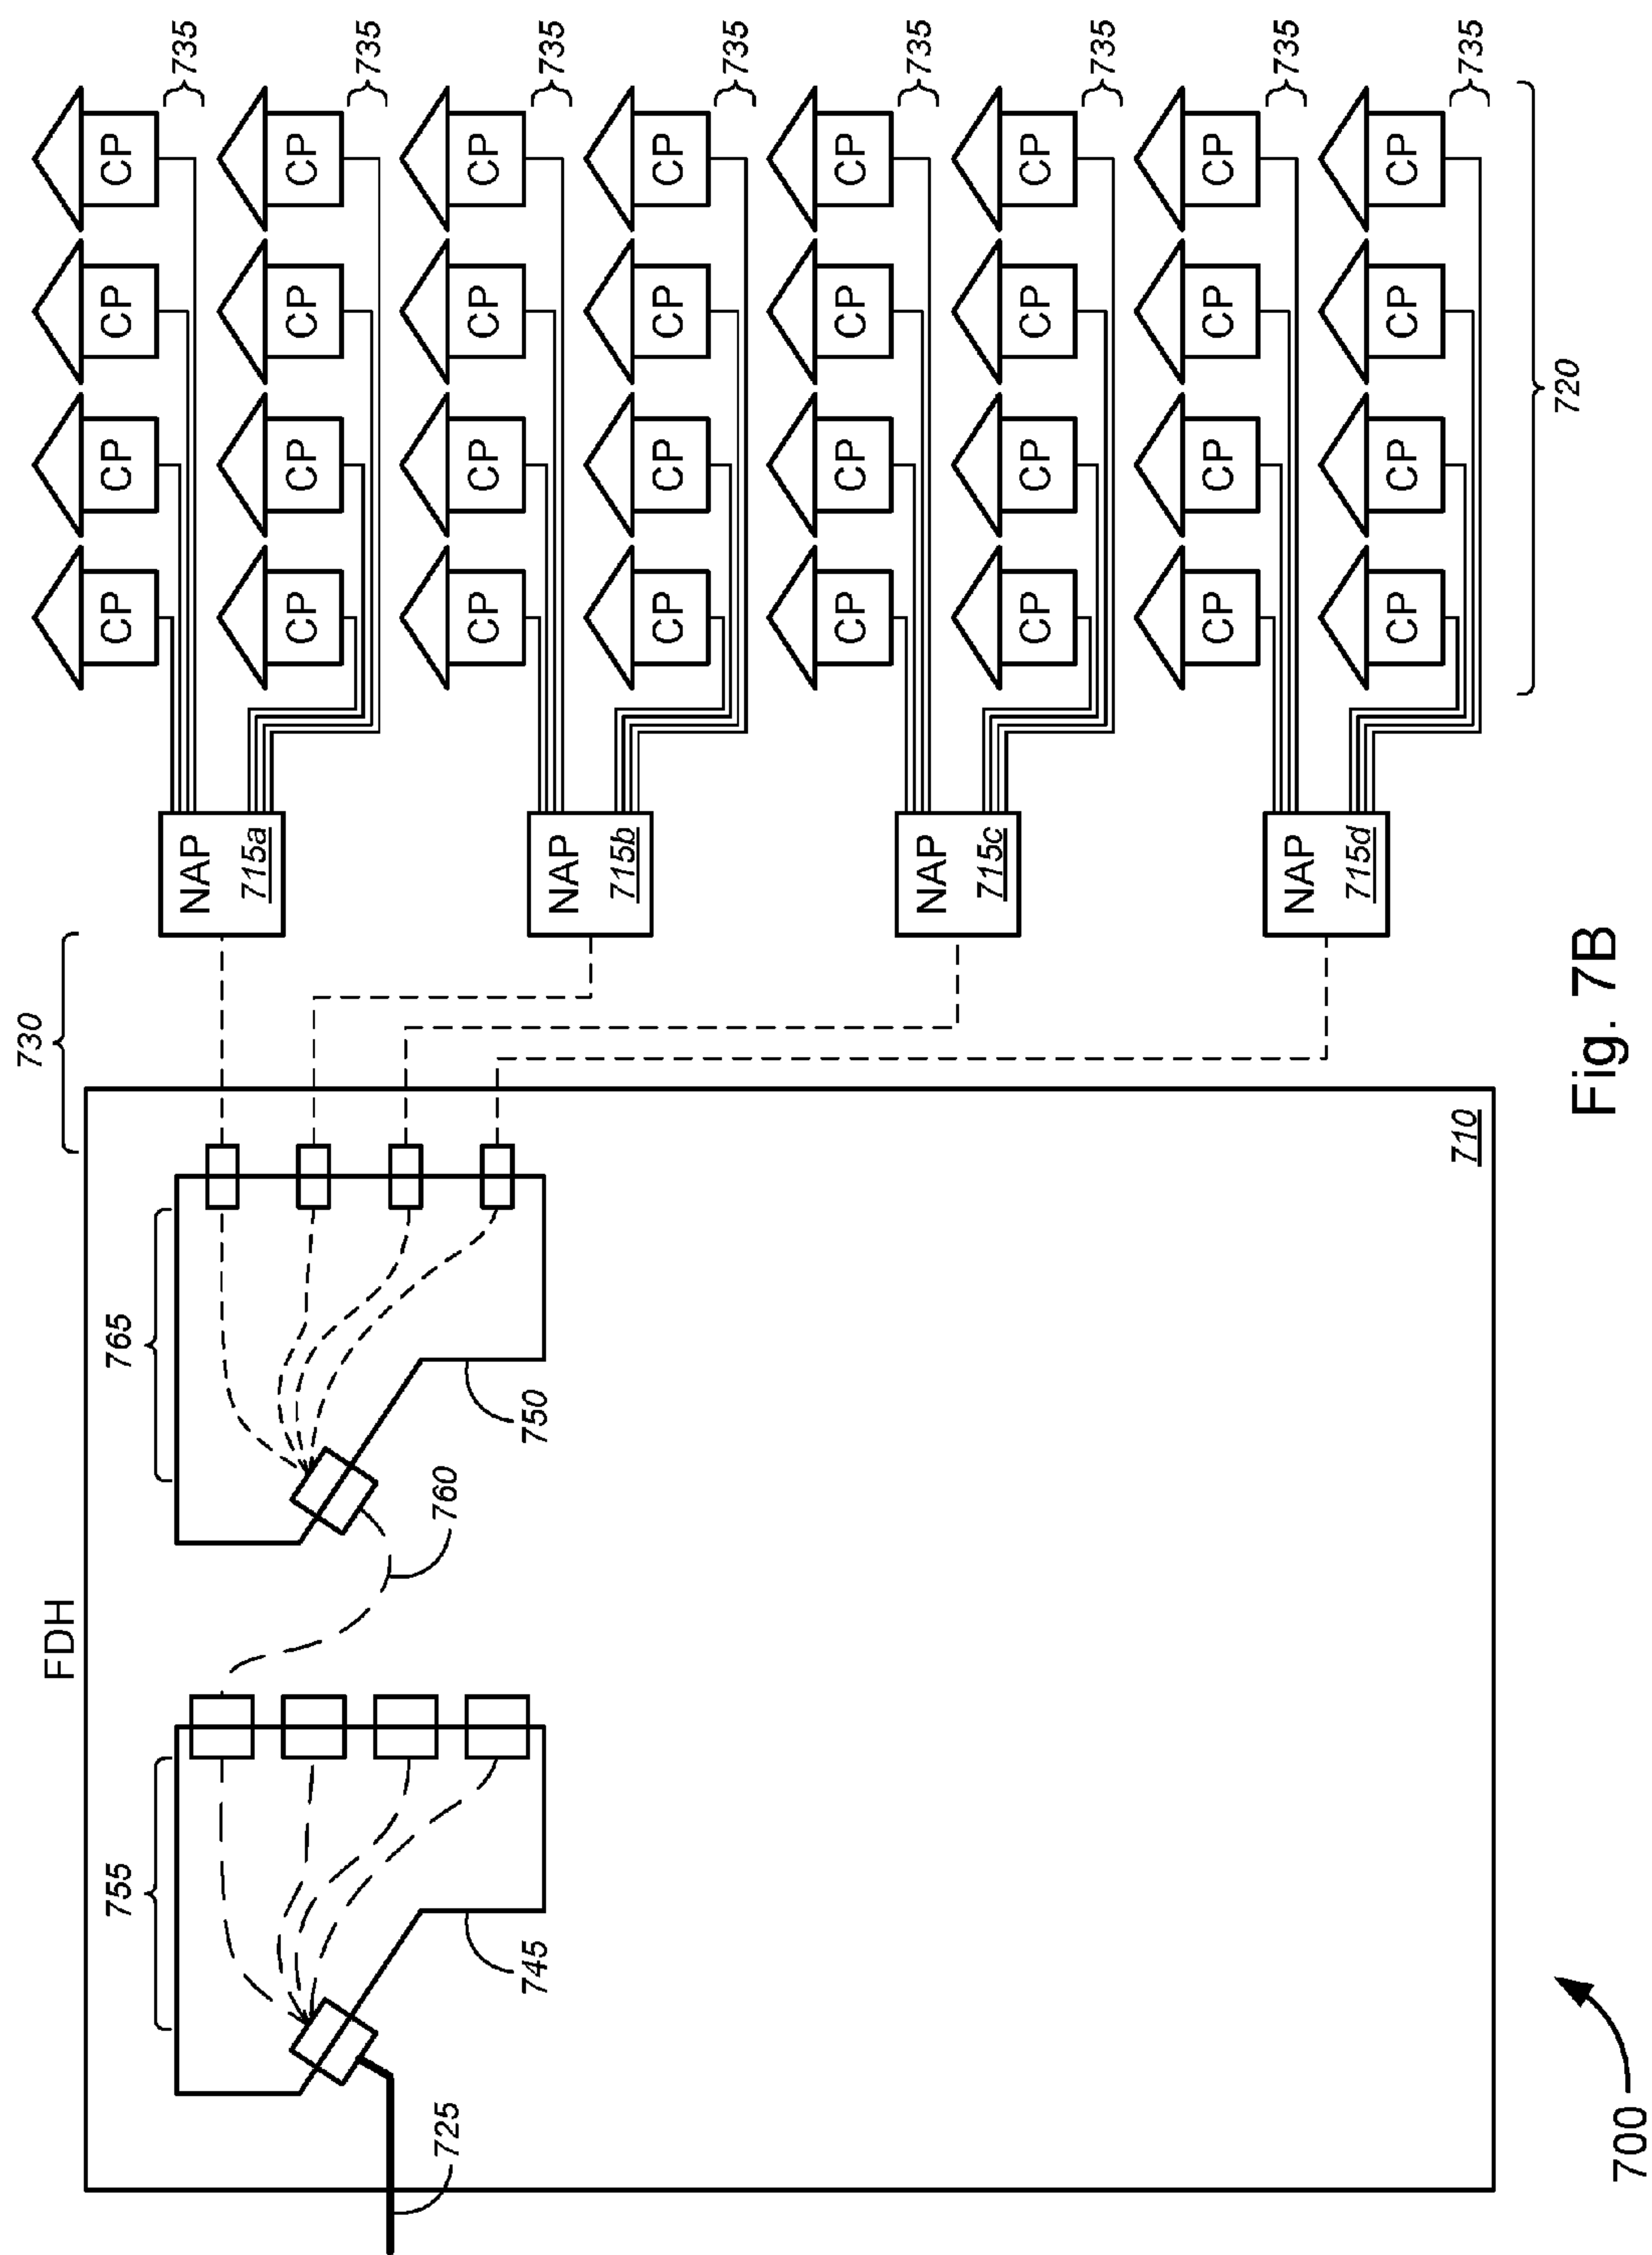 FDH
730
755
765
725
745
760
750
710
NAP
715a
NAP
715b
NAP
715c
NAP
715d
CP CP CP CP 735
CP CP CP CP 735
CP CP CP CP 735
CP CP CP CP 735
CP CP CP CP 735
CP CP CP CP 735
CP CP CP CP 735
CP CP CP CP 735
720
700
Fig. 7B